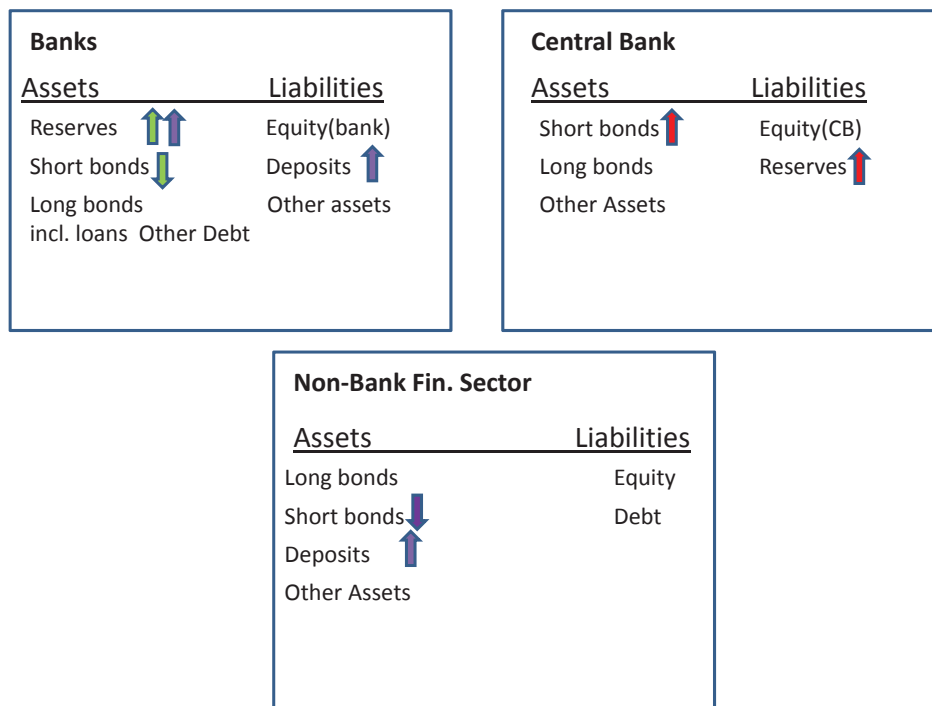 Banks
Assets Liabilities
Reserves Equity(bank)
Short bonds Deposits
Long bonds Other assets
incl. loans Other Debt
Central Bank
Assets Liabilities
Short bonds Equity(CB)
Long bonds Reserves
Other Assets
Non-Bank Fin. Sector
Assets Liabilities
Long bonds Equity
Short bonds Debt
Deposits
Other Assets